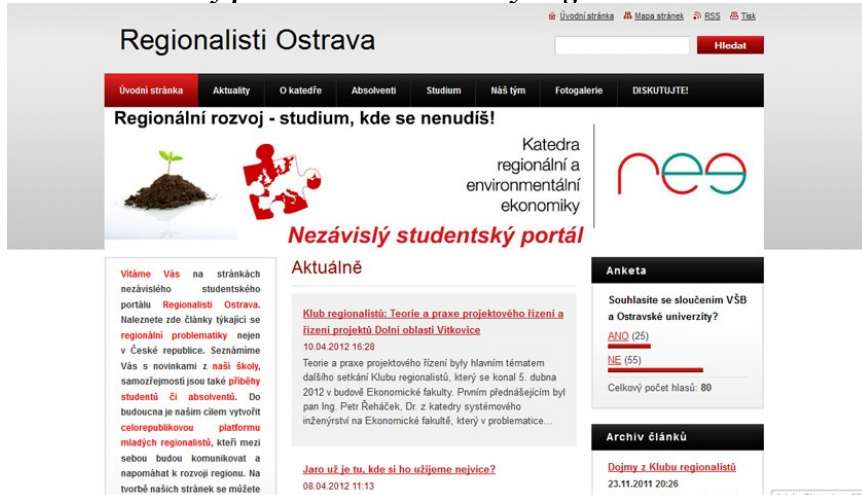 Úvodní stránka Mapa stránek RSS Tisk
Regionalisti Ostrava
Hledat
Úvodní stránka Aktuality O katedře Absolventi Studium Náš tým Fotogalerie DISKUTUJTE!
Regionální rozvoj - studium, kde se nenudíš!
Katedra
regionální a
environmentální
ekonomiky
reg
Nezávislý studentský portál
Vítáme Vás na stránkách
nezávislého studentského
portálu Regionalisti Ostrava.
Naleznete zde články týkající se
regionální problematiky nejen
v České republice. Seznámíme
Vás s novinkami z naší školy,
samozřejmostí jsou také příběhy
studentů či absolventů. Do
budoucna je našim cílem vytvořit
celorepublikovou platformu
mladých regionalistů, kteří mezi
sebou budou komunikovat a
napomáhat k rozvoji regionu. Na
tvorbě našich stránek se můžete
Aktuálně
Klub regionalistů: Teorie a praxe projektového řízení a
řízení projektů Dolní oblasti Vítkovice
10.04.2012 16:28
Teorie a praxe projektového řízení byly hlavním tématem
dalšího setkání Klubu regionalistů, který se konal 5. dubna
2012 v budově Ekonomické fakulty. Prvním přednášejícím byl
pan Ing. Petr Řeháček, Dr. z katedry systémového
inženýrství na Ekonomické fakultě, který v problematice...
Jaro už je tu, kde si ho užijeme nejvíce?
08.04.2012 11:13
Anketa
Souhlasíte se sloučením VŠB
a Ostravské univerzity?
ANO (25)
NE (55)
Celkový počet hlasů: 80
Archiv článků
Dojmy z Klubu regionalistů
23.11.2011 20:26